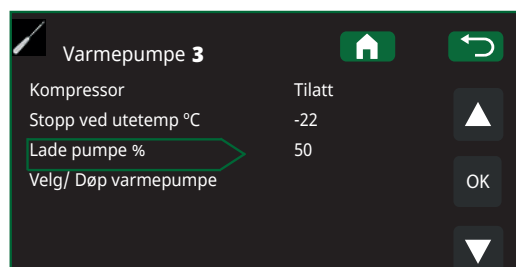 Varmepumpe 3
Kompressor Tilatt
Stopp ved utetemp °C -22
Lade pumpe % 50
Velg/ Døp varmepumpe
OK